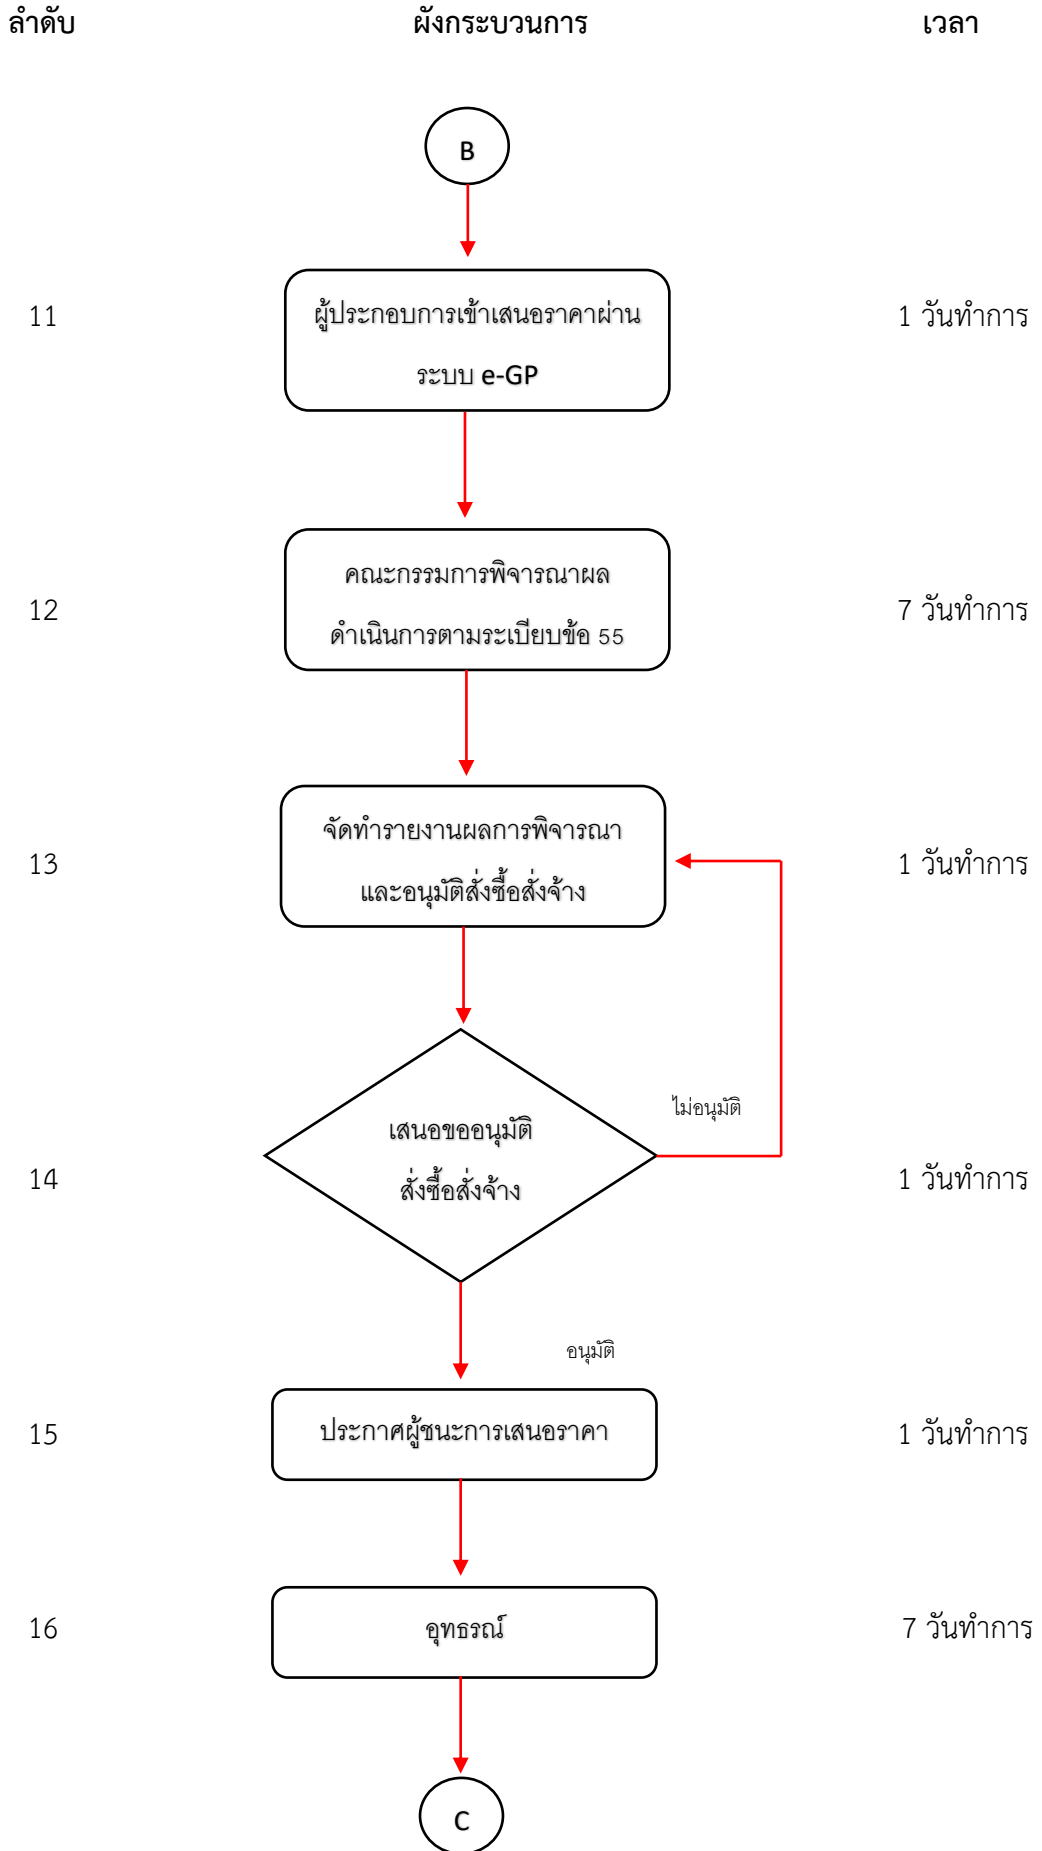 ลำดับ ผังกระบวนการ เวลา
B
11 ผู้ประกอบการเข้าเสนอราคาผ่าน 1 วันทำการ
ระบบ e-GP
คณะกรรมการพิจารณาผล
12 7 วันทำการ
ดำเนินการตามระเบียบข้อ 55
จัดทำรายงานผลการพิจารณา
13 1 วันทำการ
และอนุมัติสั่งซื้อสั่งจ้าง
ไม่อนุมัติ
เสนอขออนุมัติ
14 สั่งซื้อสั่งจ้าง 1 วันทำการ
อนุมัติ
15 ประกาศผู้ชนะการเสนอราคา 1 วันทำการ
16 อุทธรณ์ 7 วันทำการ
C